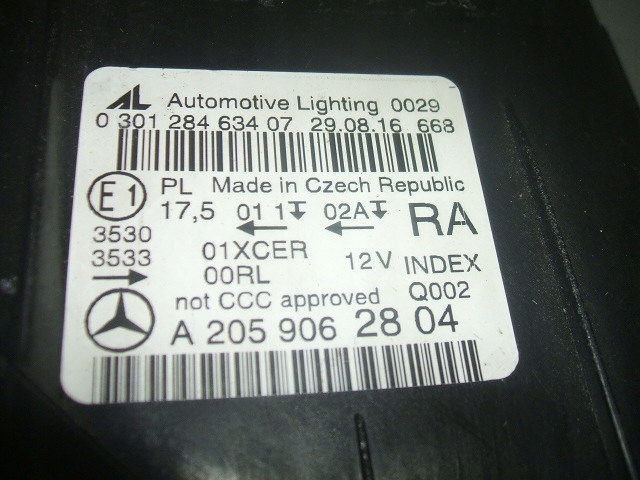 AL Automotive Lighting 0029
0 301 284 634 07 29.08.16 668
E1 PL Made in Czech Republic
17,5 01 1 02A RA
3530
3533 01XCER 12V INDEX
00RL Q002
not CCC approved
A 205 906 28 04